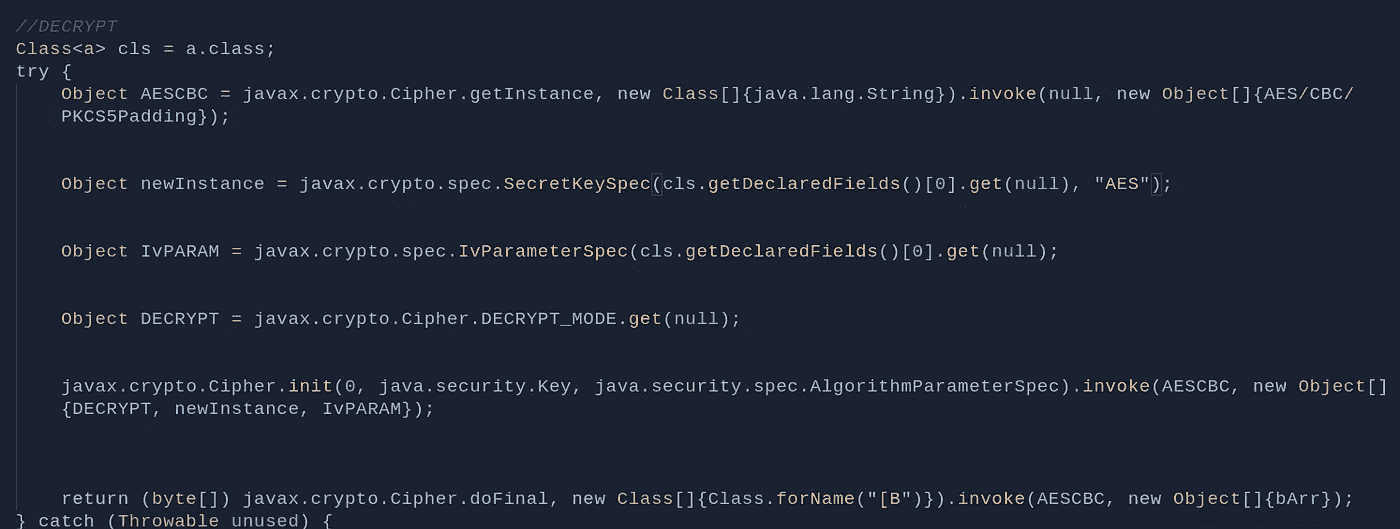 //DECRYPT
Class<a> cls = a.class;
try {
Object AESCBC = javax.crypto.Cipher.getInstance, new Class[]{java.lang.String}).invoke(null, new Object[]{AES/CBC/
PKCS5Padding});
Object newInstance = javax.crypto.spec.SecretKeySpec(cls.getDeclaredFields()[0].get(null), "AES");
Object IvPARAM = javax.crypto.spec.IvParameterSpec(cls.getDeclaredFields()[0].get(null);
Object DECRYPT = javax.crypto.Cipher.DECRYPT_MODE.get(null);
javax.crypto.Cipher.init(0, java.security.Key, java.security.spec.AlgorithmParameterSpec).invoke(AESCBC, new Object[]
{DECRYPT, newInstance, IvPARAM});
return (byte[]) javax.crypto.Cipher.doFinal, new Class[]{Class.forName("[B")}).invoke(AESCBC, new Object[]{bArr});
} catch (Throwable unused) {